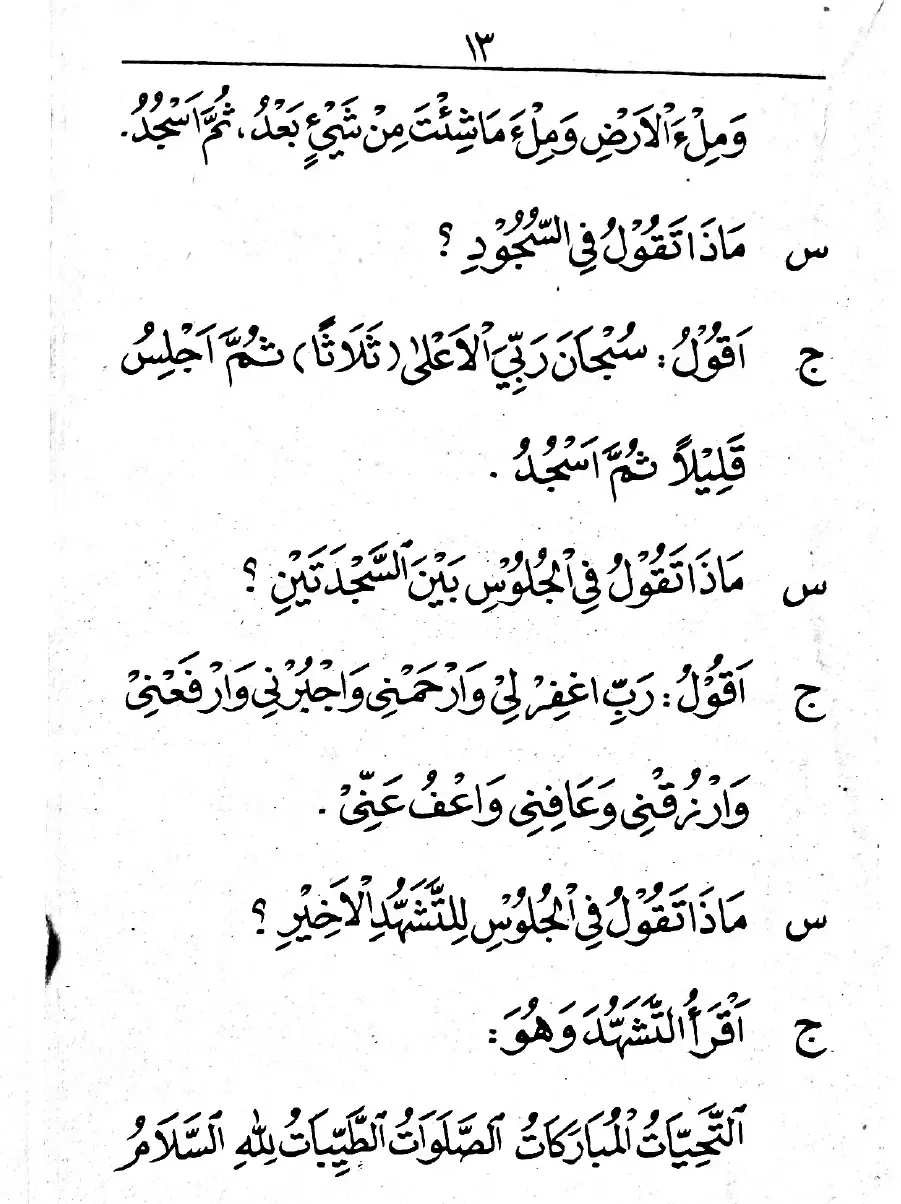 ١٣
وَمِلْءَ الْاَرْضِ وَمِلْءَ مَاشِئْتَ مِنْ شَيْءٍ بَعْدُ، ثُمَّ اَسْجُدُ.
س مَاذَا تَقُوْلُ فِي السُّجُوْدِ ؟
ج اَقُوْلُ : سُبْحَانَ رَبِّيَ الْاَعْلٰى (ثَلَاثًا) ثُمَّ اَجْلِسُ
قَلِيْلاً ثُمَّ اَسْجُدُ .
س مَاذَا تَقُوْلُ فِي الْجُلُوْسِ بَيْنَ السَّجْدَتَيْنِ ؟
ج اَقُوْلُ : رَبِّ اغْفِرْ لِيْ وَارْحَمْنِي وَاجْبُرْنِي وَارْفَعْنِيْ
وَارْزُقْنِي وَعَافِنِي وَاعْفُ عَنِّيْ .
س مَاذَا تَقُوْلُ فِي الْجُلُوْسِ لِلتَّشَهُّدِ الْاَخِيْرِ ؟
ج اَقْرَأُ التَّشَهُّدَ وَهُوَ :
اَلتَّحِيَّاتُ الْمُبَارَكَاتُ الصَّلَوَاتُ الطَّيِّبَاتُ لِلّٰهِ اَلسَّلَامُ